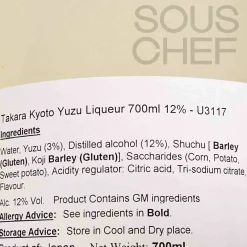 SOUS
CHEF
Takara Kyoto Yuzu Liqueur 700ml 12% - U3117
Ingredients
Water, Yuzu (3%), Distilled alcohol (12%), Shuchu [ Barley
(Gluten), Koji Barley (Gluten)], Saccharides (Corn, Potato,
Sweet potato), Acidity regulator: Citric Acid, Tri-sodium citrate,
Flavour.
Alc. 12% Vol. Product Contains GM ingredients
Allergy Advice: See ingredients in Bold.
Storage Advice: Store in Cool and Dry place.
Product of: Japan Net Weight: 700ml